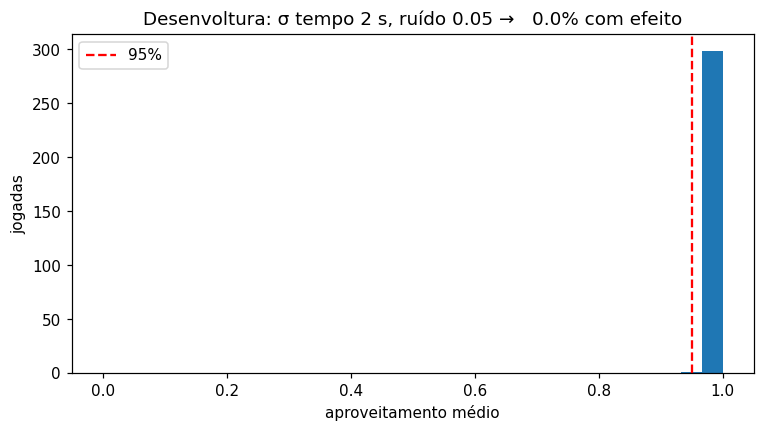 Desenvoltura: σ tempo 2 s, ruído 0.05 →   0.0% com efeito
95%
300
250
200
150
100
50
0
jogadas
0.0 0.2 0.4 0.6 0.8 1.0
aproveitamento médio